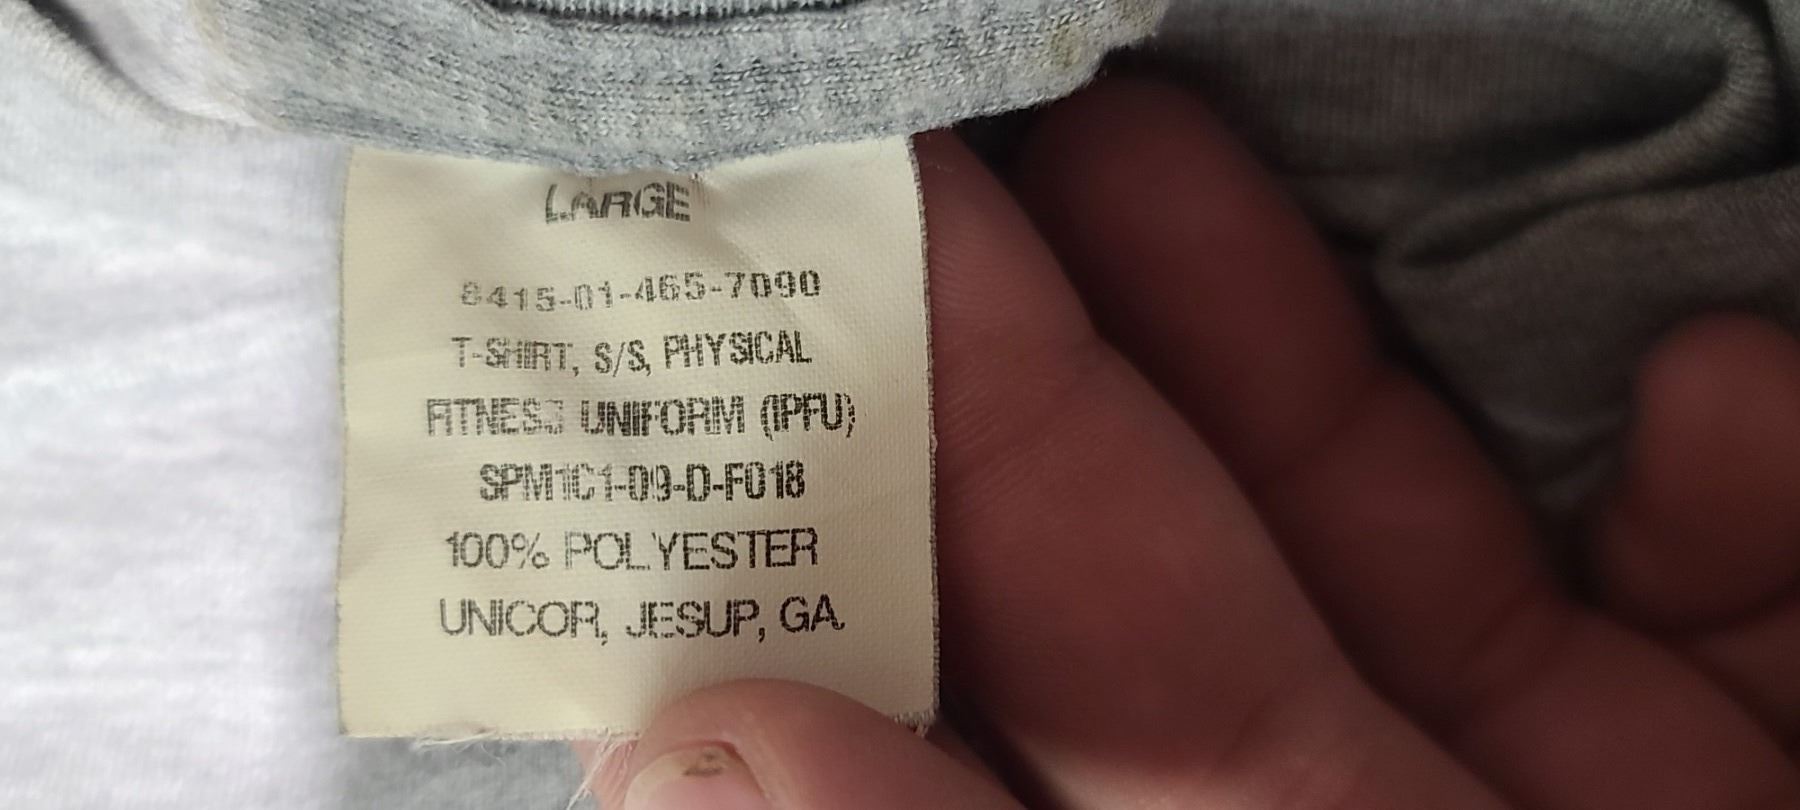 LARGE
8415-01-465-7090
T-SHIRT, S/S, PHYSICAL
FITNESS UNIFORM (IPFU)
SPM1C1-09-D-F018
100% POLYESTER
UNICOR, JESUP, GA.